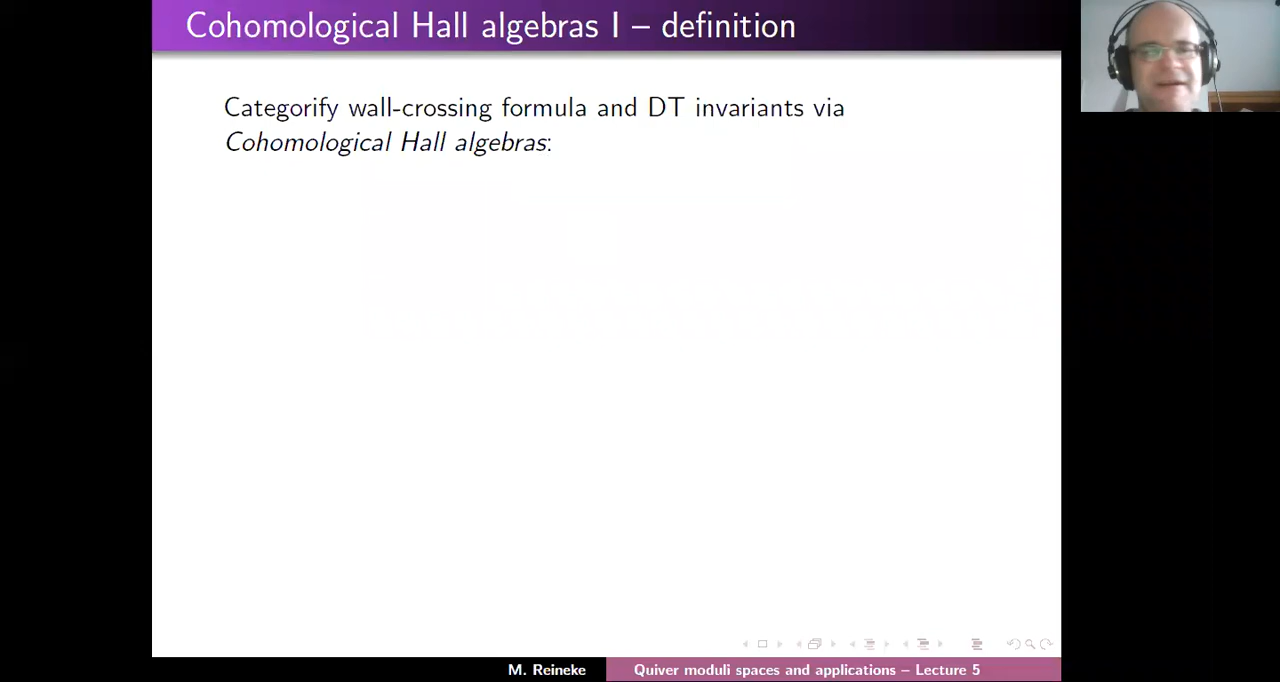 Cohomological Hall algebras I – definition
Categorify wall-crossing formula and DT invariants via
Cohomological Hall algebras:
M. Reineke
Quiver moduli spaces and applications – Lecture 5